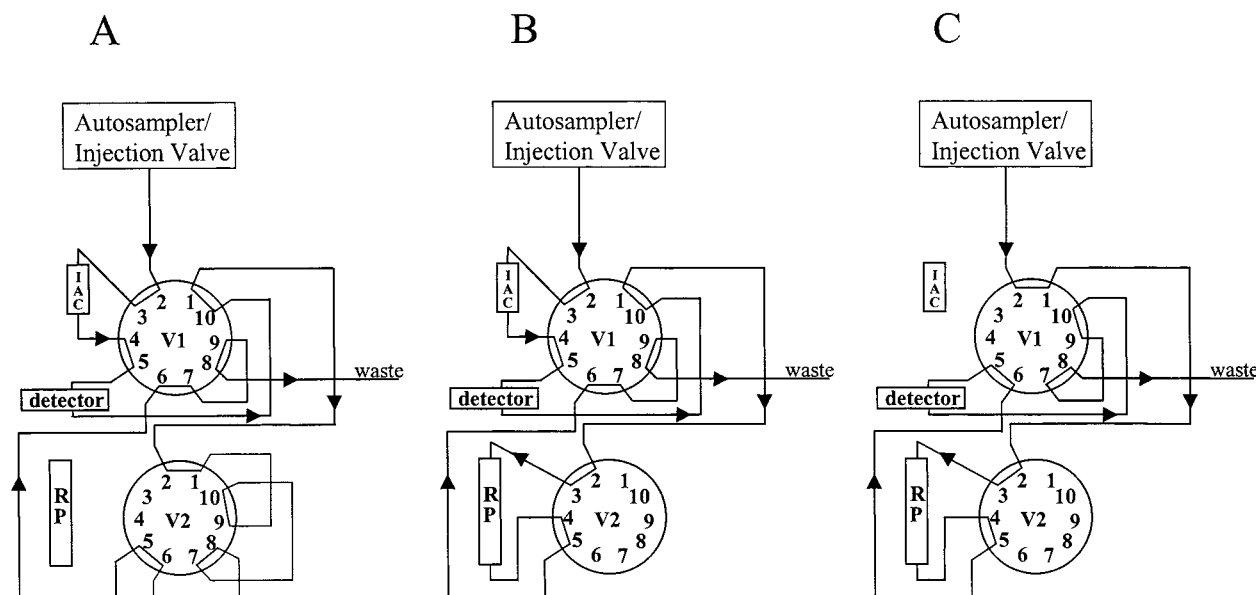 A
B
C
Autosampler/
Injection Valve
Autosampler/
Injection Valve
Autosampler/
Injection Valve
IAC
2 1
3 10
4 V1 9
5 8
6 7
detector
waste
IAC
2 1
3 10
4 V1 9
5 8
6 7
detector
waste
IAC
2 1
3 10
4 V1 9
5 8
6 7
detector
waste
RP
2 1
3 10
4 V2 9
5 8
6 7
RP
2 1
3 10
4 V2 9
5 8
6 7
RP
2 1
3 10
4 V2 9
5 8
6 7